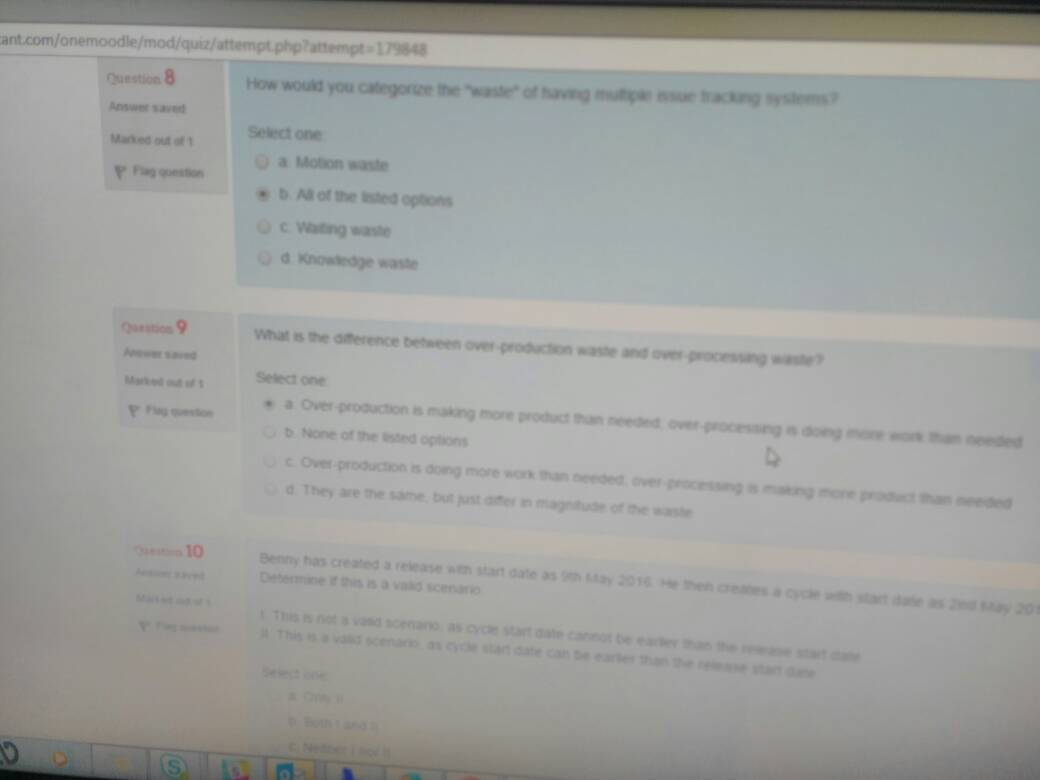 ant.com/onemoodle/mod/quiz/attempt.php?attempt=179848
Question 8
Answer saved
Marked out of 1
Flag question
How would you categorize the "waste" of having multiple issue tracking systems?
Select one:
a. Motion waste
b. All of the listed options
c. Waiting waste
d. Knowledge waste
Question 9
Answer saved
Marked out of 1
Flag question
What is the difference between over-production waste and over-processing waste?
Select one:
a. Over-production is making more product than needed; over-processing is doing more work than needed
b. None of the listed options
c. Over-production is doing more work than needed; over-processing is making more product than needed
d. They are the same, but just differ in magnitude of the waste
Question 10
Answer saved
Marked out of 1
Flag question
Benny has created a release with start date as 9th May 2016. He then creates a cycle with start date as 2nd May 201
Determine if this is a valid scenario.
I. This is not a valid scenario, as cycle start date cannot be earlier than the release start date
II. This is a valid scenario, as cycle start date can be earlier than the release start date
Select one:
a. Only II
b. Both I and II
c. Neither I nor II